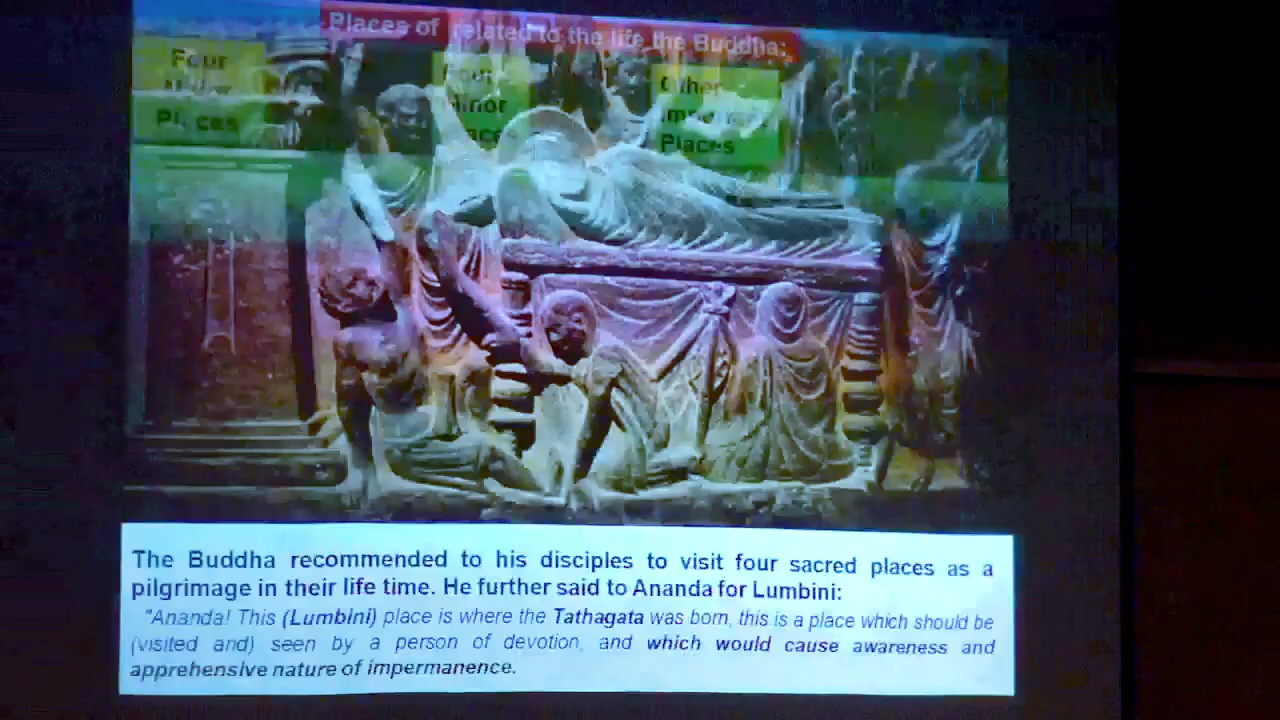 Places of related to the life the Buddha:
Four
Places
Minor
Other
Places
The Buddha recommended to his disciples to visit four sacred places as a
pilgrimage in their life time. He further said to Ananda for Lumbini:
"Ananda! This (Lumbini) place is where the Tathagata was born, this is a place which should be
(visited and) seen by a person of devotion, and which would cause awareness and
apprehensive nature of impermanence.